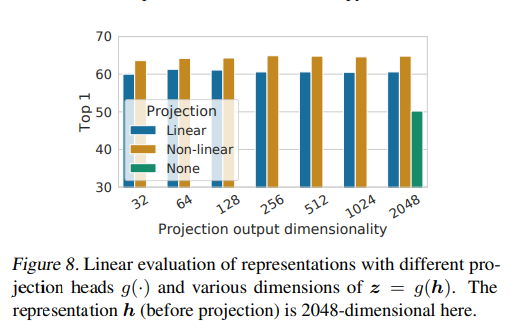 70
60
50
40
30
Top 1
Projection
Linear
Non-linear
None
32 64 128 256 512 1024 2048
Projection output dimensionality
Figure 8. Linear evaluation of representations with different pro-
jection heads g(·) and various dimensions of z = g(h). The
representation h (before projection) is 2048-dimensional here.